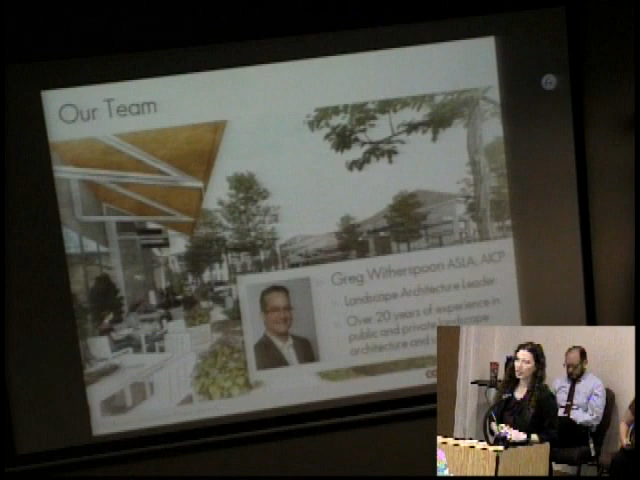 Our Team
Greg Witherspoon ASLA, AICP
Landscape Architecture Leader
Over 20 years of experience in
public and private landscape
architecture and